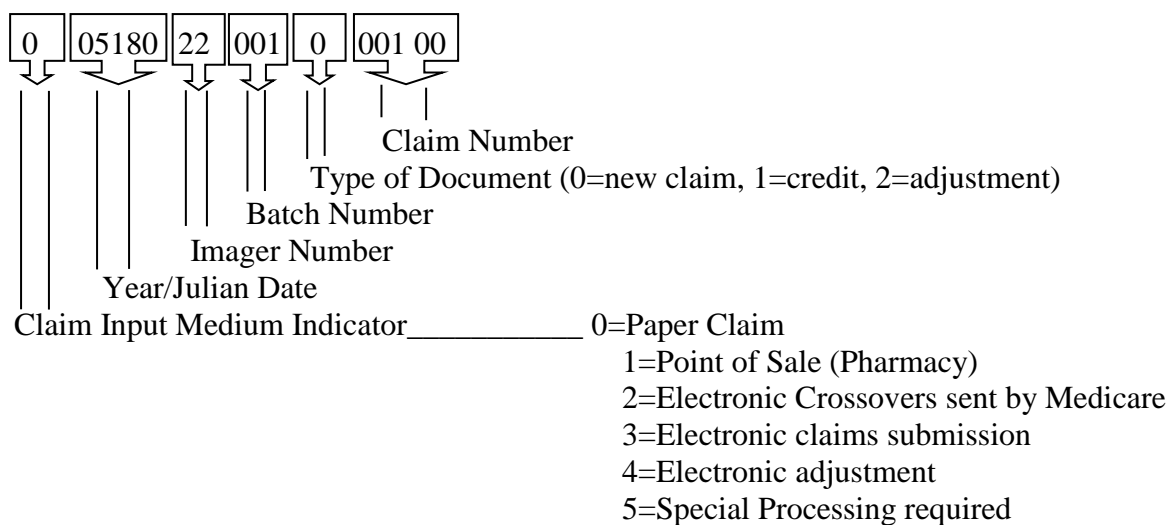 0 05180 22 001 0 001 00
Claim Number
Type of Document (0=new claim, 1=credit, 2=adjustment)
Batch Number
Imager Number
Year/Julian Date
Claim Input Medium Indicator___________ 0=Paper Claim
1=Point of Sale (Pharmacy)
2=Electronic Crossovers sent by Medicare
3=Electronic claims submission
4=Electronic adjustment
5=Special Processing required